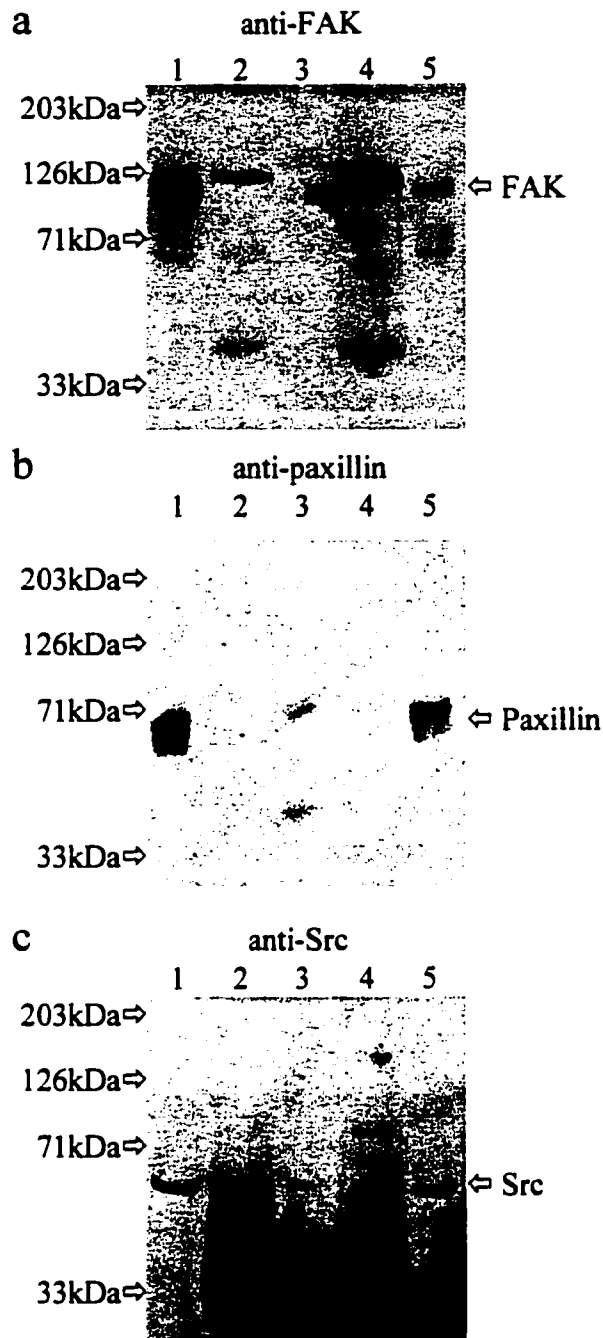 a anti-FAK
1 2 3 4 5
203kDa⇨
126kDa⇨
⇦ FAK
71kDa⇨
33kDa⇨
b anti-paxillin
1 2 3 4 5
203kDa⇨
126kDa⇨
71kDa⇨
⇦ Paxillin
33kDa⇨
c anti-Src
1 2 3 4 5
203kDa⇨
126kDa⇨
71kDa⇨
⇦ Src
33kDa⇨